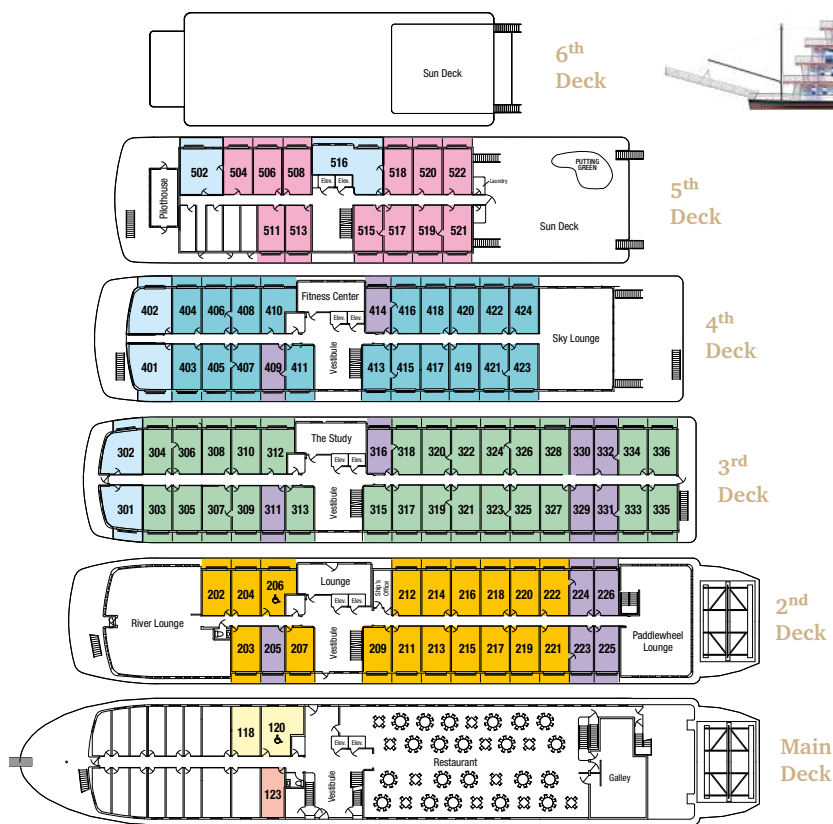 Sun Deck
6th
Deck
502 504 506 508 516 518 520 522
Elev. Elev.
Laundry
PUTTING
GREEN
Pilothouse
5th
Deck
511 513 515 517 519 521
Sun Deck
Fitness Center
402 404 406 408 410 414 416 418 420 422 424
Elev. Elev.
Sky Lounge
4th
Deck
Vestibule
401 403 405 407 409 411 413 415 417 419 421 423
The Study
302 304 306 308 310 312 316 318 320 322 324 326 328 330 332 334 336
Elev. Elev.
3rd
Deck
Vestibule
301 303 305 307 309 311 313 315 317 319 321 323 325 327 329 331 333 335
Lounge
Ship's
Office
202 204 206 212 214 216 218 220 222 224 226
Elev. Elev.
River Lounge
2nd
Deck
Vestibule
203 205 207 209 211 213 215 217 219 221 223 225
Paddlewheel
Lounge
118 120
Elev. Elev.
Restaurant
Main
Deck
Galley
Vestibule
123